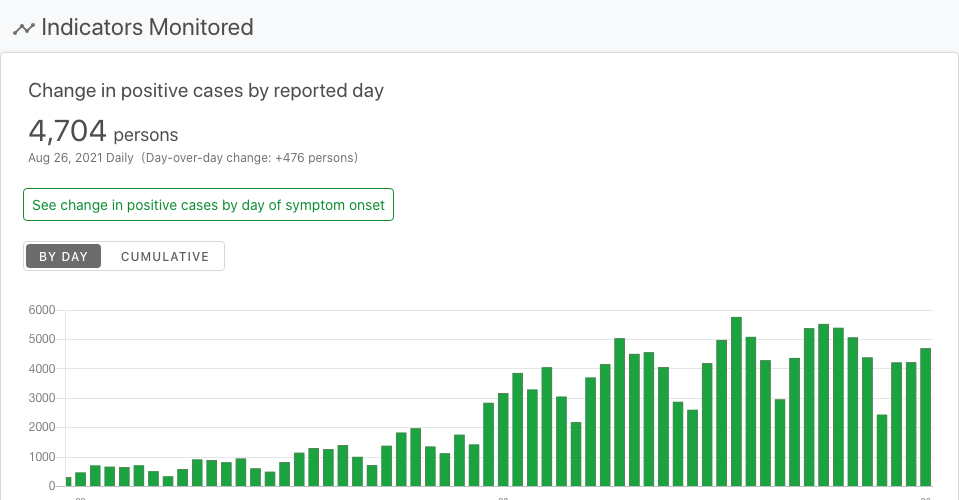 Indicators Monitored
Change in positive cases by reported day
4,704 persons
Aug 26, 2021 Daily (Day-over-day change: +476 persons)
See change in positive cases by day of symptom onset
BY DAY CUMULATIVE
6000
5000
4000
3000
2000
1000
0